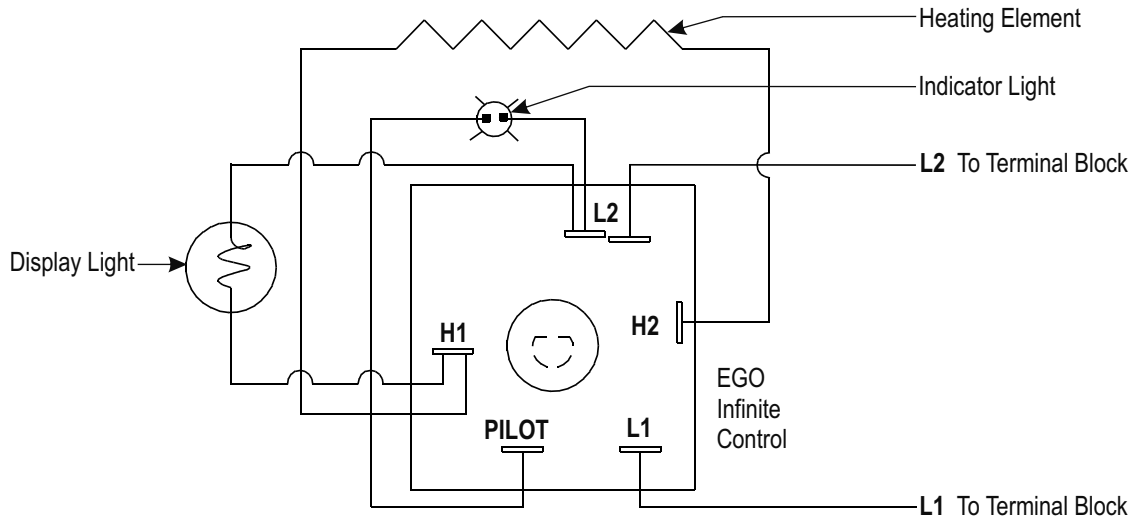 Heating Element
Indicator Light
L2 To Terminal Block
L2
Display Light
H1
H2
EGO
Infinite
Control
PILOT
L1
L1 To Terminal Block